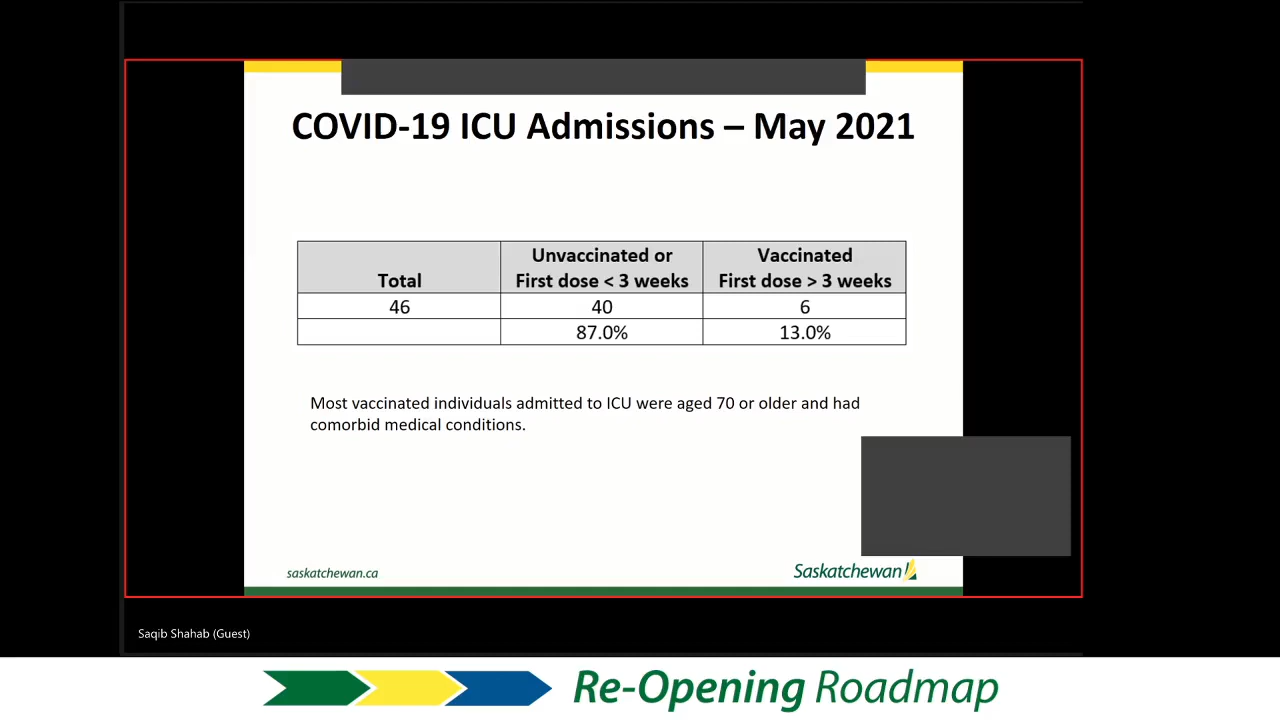 COVID-19 ICU Admissions – May 2021
Total
Unvaccinated or
First dose < 3 weeks
Vaccinated
First dose > 3 weeks
46
40
6
87.0%
13.0%
Most vaccinated individuals admitted to ICU were aged 70 or older and had
comorbid medical conditions.
saskatchewan.ca
Saskatchewan
Saqib Shahab (Guest)
Re-Opening Roadmap